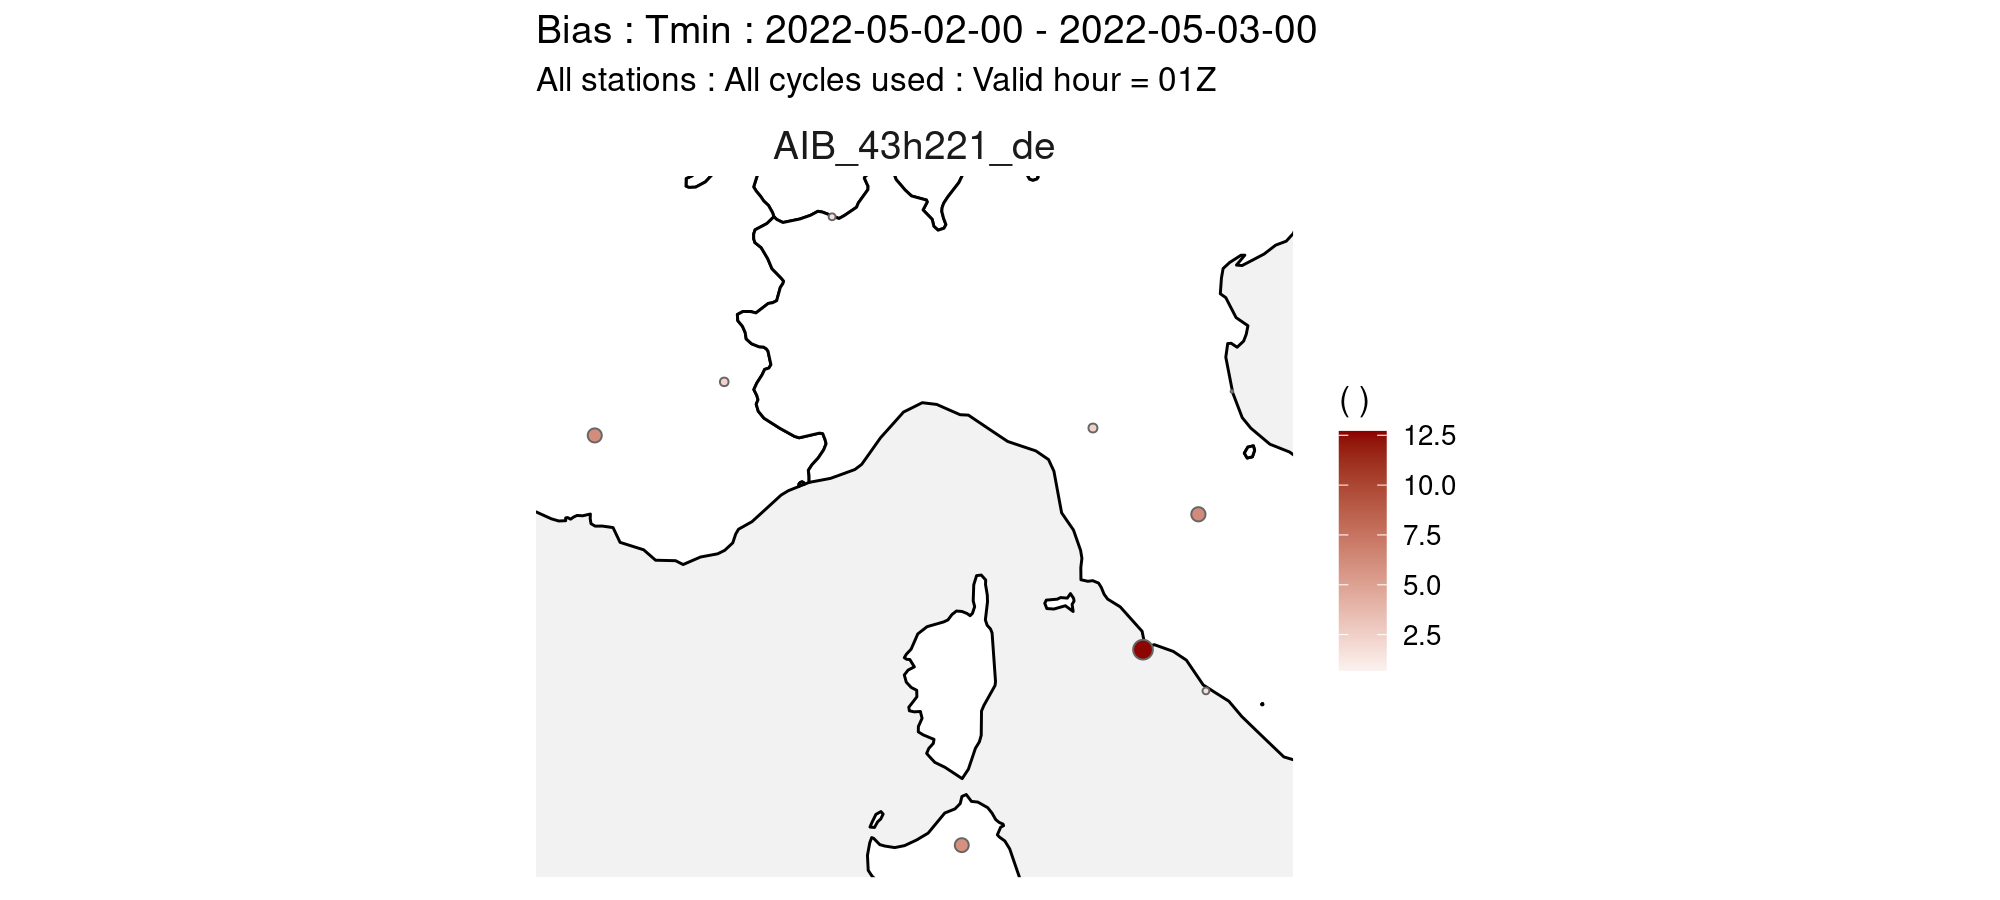 Bias : Tmin : 2022-05-02-00 - 2022-05-03-00
All stations : All cycles used : Valid hour = 01Z
AIB_43h221_de
( )
12.5
10.0
7.5
5.0
2.5